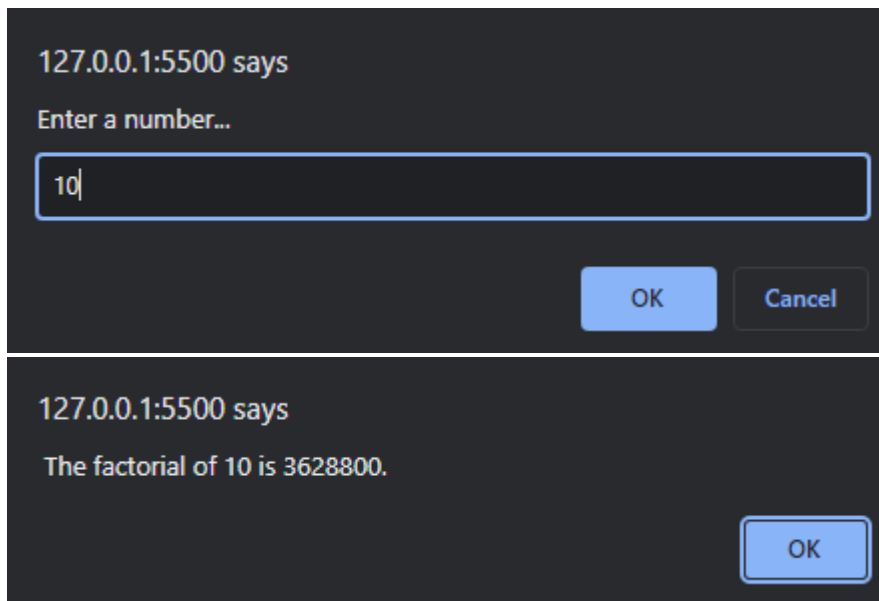 127.0.0.1:5500 says
Enter a number...
10
OK
Cancel
127.0.0.1:5500 says
The factorial of 10 is 3628800.
OK